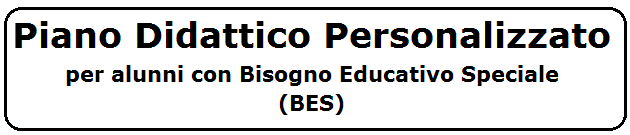 Piano Didattico Personalizzato
per alunni con Bisogno Educativo Speciale
(BES)